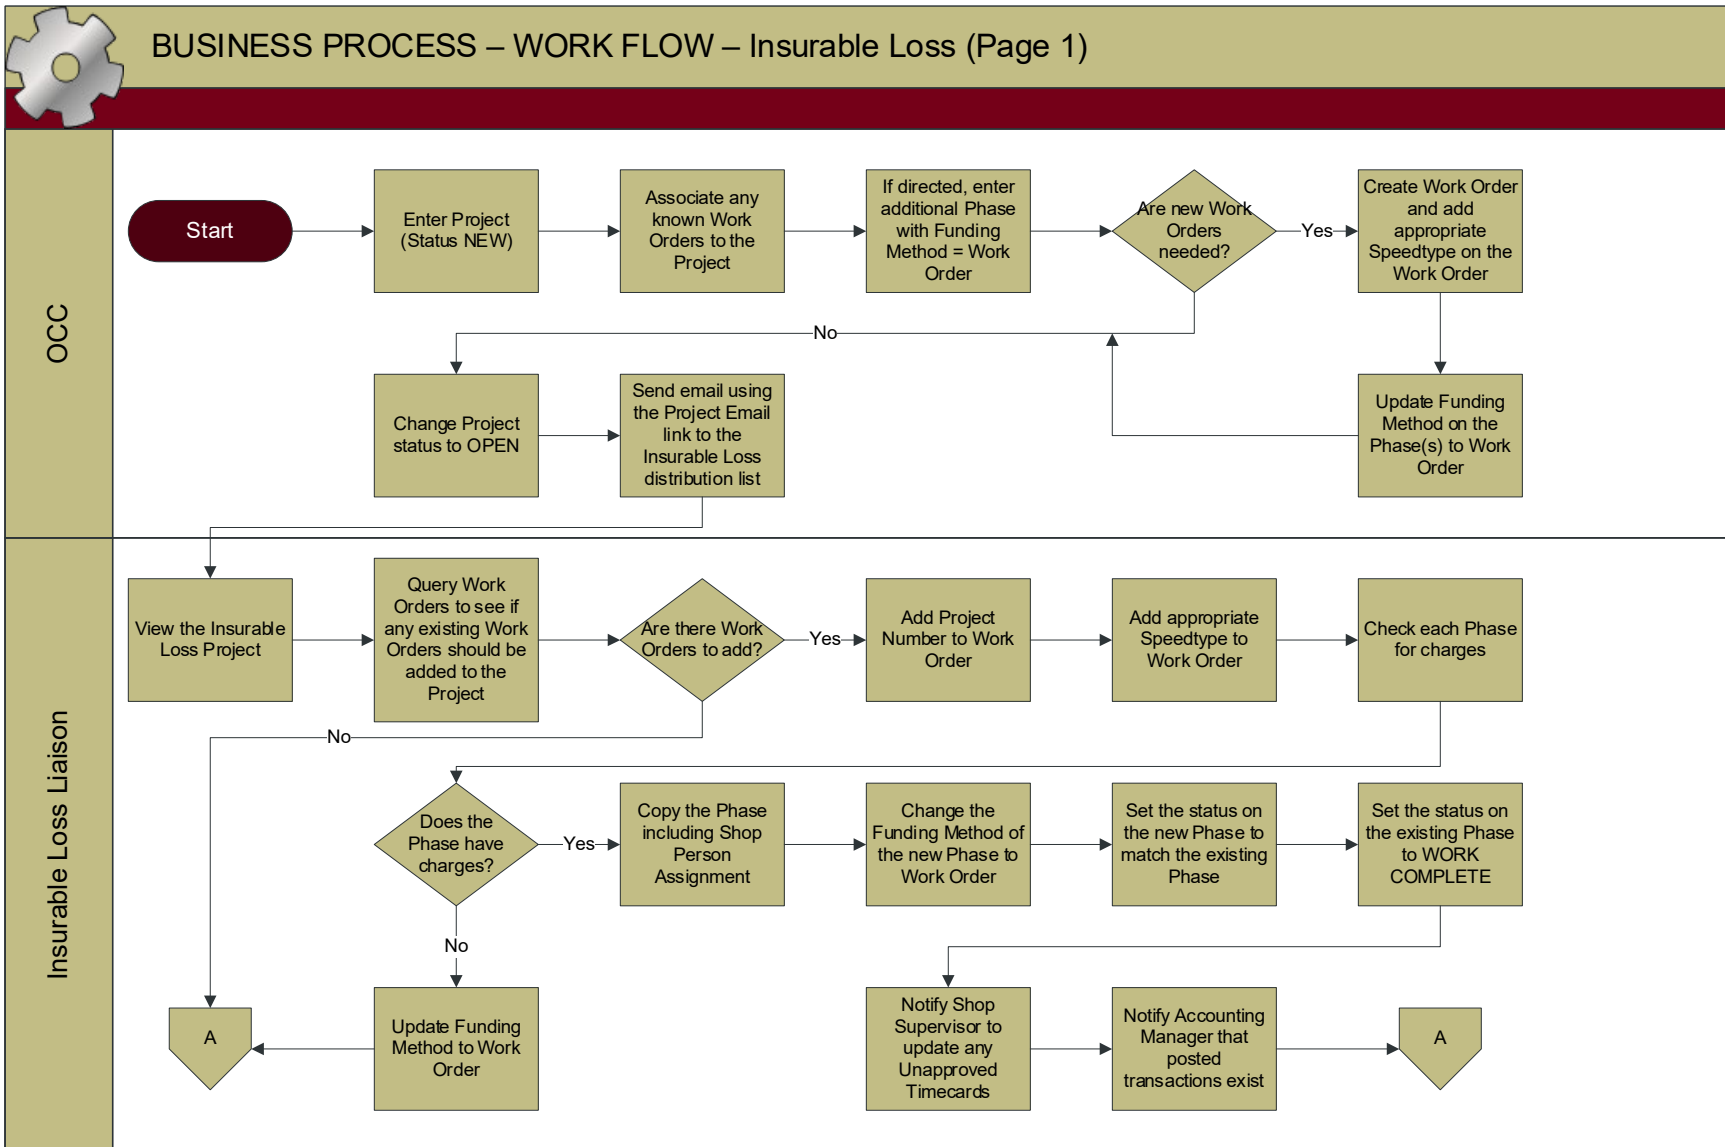 BUSINESS PROCESS – WORK FLOW – Insurable Loss (Page 1)
OCC
Start
Enter Project
(Status NEW)
Associate any
known Work
Orders to the
Project
If directed, enter
additional Phase
with Funding
Method = Work
Order
Are new Work
Orders
needed?
Yes
Create Work Order
and add
appropriate
Speedtype on the
Work Order
No
Change Project
status to OPEN
Send email using
the Project Email
link to the
Insurable Loss
distribution list
Update Funding
Method on the
Phase(s) to Work
Order
Insurable Loss Liaison
View the Insurable
Loss Project
Query Work
Orders to see if
any existing Work
Orders should be
added to the
Project
Are there Work
Orders to add?
Yes
Add Project
Number to Work
Order
Add appropriate
Speedtype to
Work Order
Check each Phase
for charges
No
Does the
Phase have
charges?
Yes
Copy the Phase
including Shop
Person
Assignment
Change the
Funding Method of
the new Phase to
Work Order
Set the status on
the new Phase to
match the existing
Phase
Set the status on
the existing Phase
to WORK
COMPLETE
No
A
Update Funding
Method to Work
Order
Notify Shop
Supervisor to
update any
Unapproved
Timecards
Notify Accounting
Manager that
posted
transactions exist
A